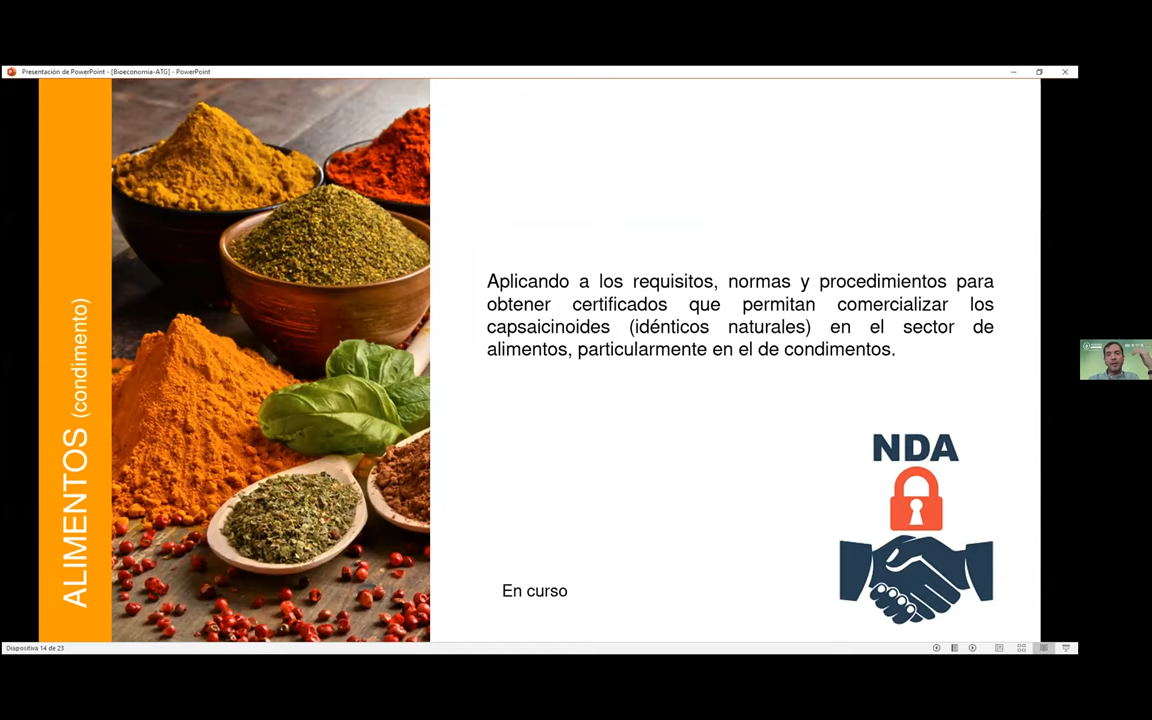 Presentación de PowerPoint - [Bioeconomia-ATG] - PowerPoint
ALIMENTOS (condimento)
Aplicando a los requisitos, normas y procedimientos para
obtener certificados que permitan comercializar los
capsaicinoides (idénticos naturales) en el sector de
alimentos, particularmente en el de condimentos.
NDA
En curso
Diapositiva 14 de 23